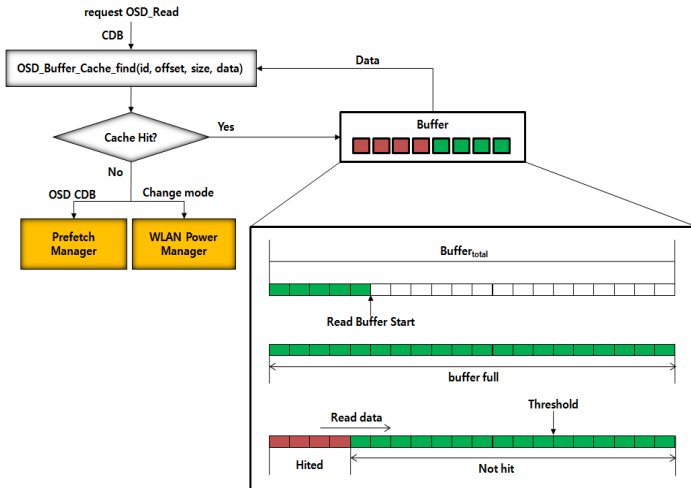 request OSD_Read
CDB
OSD_Buffer_Cache_find(id, offset, size, data)
Data
Cache Hit?
Yes
Buffer
No
OSD CDB
Change mode
Prefetch
Manager
WLAN Power
Manager
Buffertotal
Read Buffer Start
buffer full
Read data
Threshold
Hited
Not hit